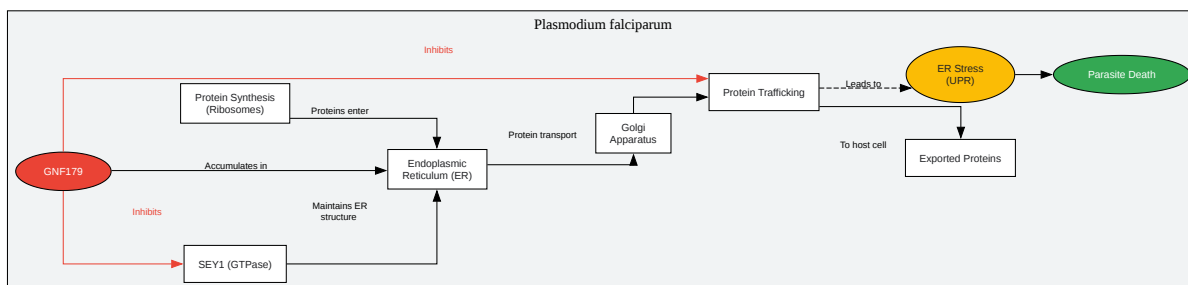 Plasmodium falciparum
Inhibits
ER Stress
(UPR)
Parasite Death
Protein Synthesis
(Ribosomes)
Proteins enter
Protein Trafficking
Leads to
Protein transport
Golgi
Apparatus
To host cell
Exported Proteins
GNF179
Accumulates in
Endoplasmic
Reticulum (ER)
Inhibits
Maintains ER
structure
SEY1 (GTPase)